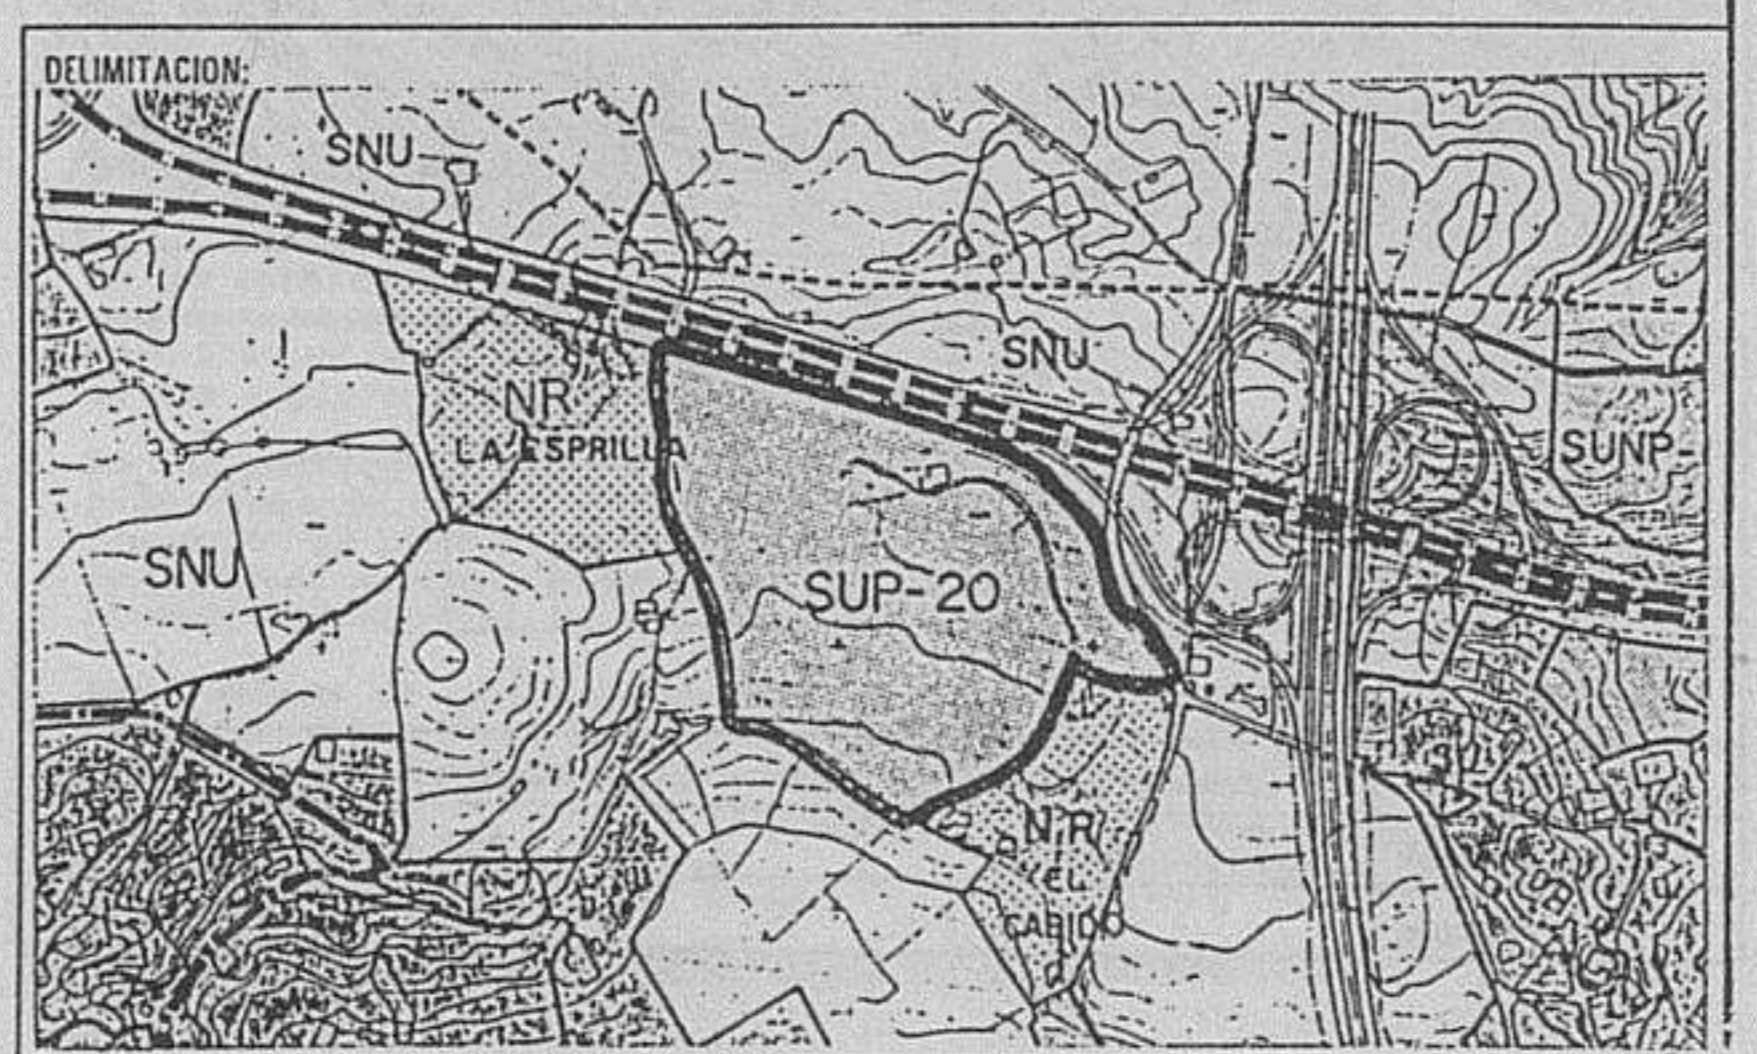 DELIMITACION:
SNU
SNU
NR
LA ESPRILLA
SUNP
SNU
SUP-20
NR
EL
CABIDO